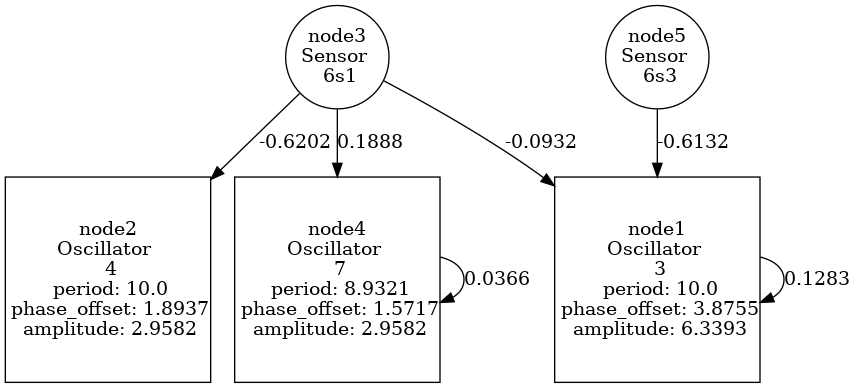 node3
Sensor
6s1
node5
Sensor
6s3
-0.6202
0.1888
-0.0932
-0.6132
node2
Oscillator
4
period: 10.0
phase_offset: 1.8937
amplitude: 2.9582
node4
Oscillator
7
period: 8.9321
phase_offset: 1.5717
amplitude: 2.9582
0.0366
node1
Oscillator
3
period: 10.0
phase_offset: 3.8755
amplitude: 6.3393
0.1283